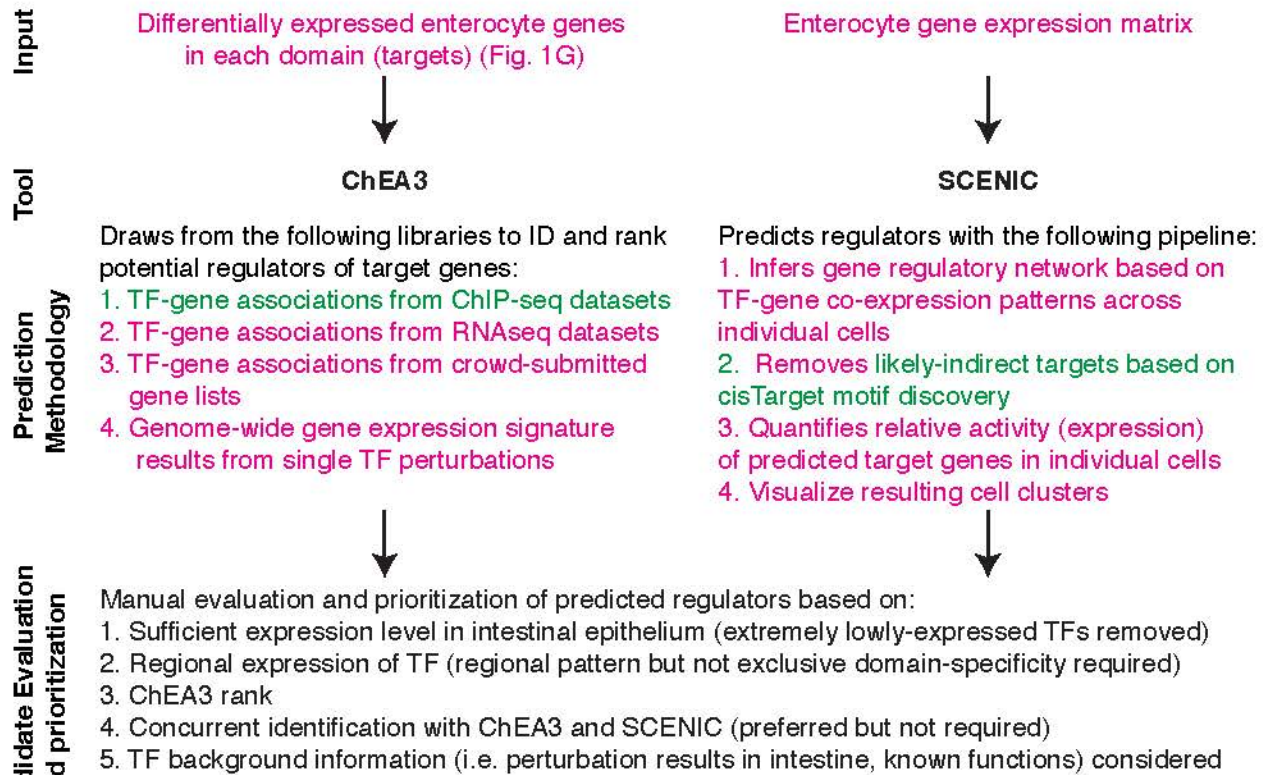 Input
Differentially expressed enterocyte genes
in each domain (targets) (Fig. 1G)
Enterocyte gene expression matrix
Tool
ChEA3
SCENIC
Prediction
Methodology
Draws from the following libraries to ID and rank
potential regulators of target genes:
1. TF-gene associations from ChIP-seq datasets
2. TF-gene associations from RNAseq datasets
3. TF-gene associations from crowd-submitted
gene lists
4. Genome-wide gene expression signature
results from single TF perturbations
Predicts regulators with the following pipeline:
1. Infers gene regulatory network based on
TF-gene co-expression patterns across
individual cells
2. Removes likely-indirect targets based on
cisTarget motif discovery
3. Quantifies relative activity (expression)
of predicted target genes in individual cells
4. Visualize resulting cell clusters
Evaluation
prioritization
Manual evaluation and prioritization of predicted regulators based on:
1. Sufficient expression level in intestinal epithelium (extremely lowly-expressed TFs removed)
2. Regional expression of TF (regional pattern but not exclusive domain-specificity required)
3. ChEA3 rank
4. Concurrent identification with ChEA3 and SCENIC (preferred but not required)
5. TF background information (i.e. perturbation results in intestine, known functions) considered